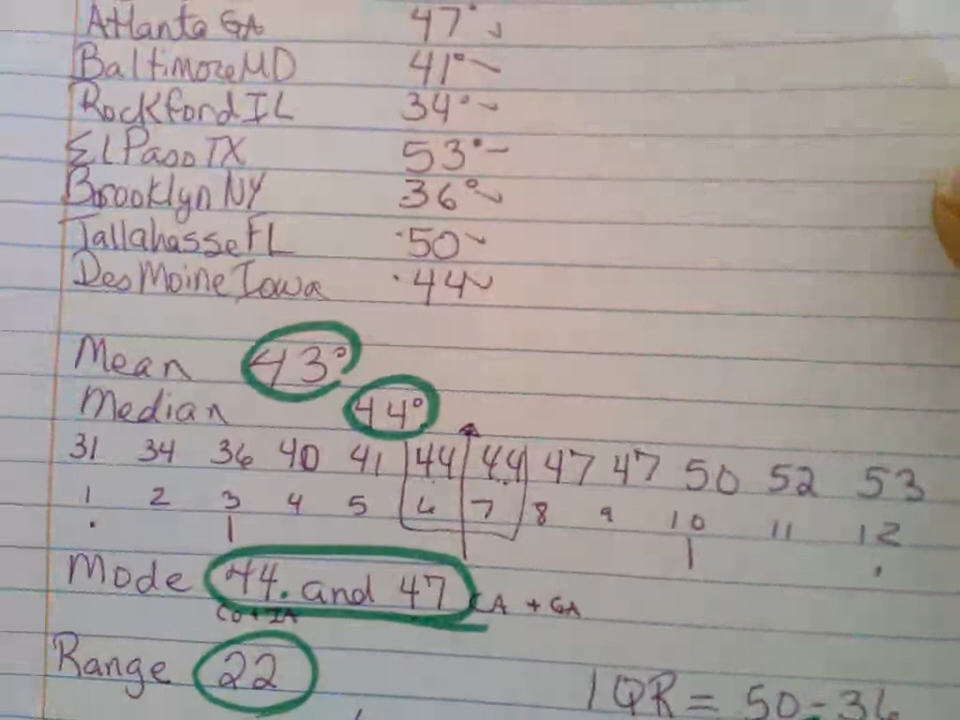 Atlanta GA 47°
Baltimore MD 41°
Rockford IL 34°
El Paso TX 53°
Brooklyn NY 36°
Tallahasse FL 50
Des Moine Iowa 44
Mean 43°
Median 44°
31 34 36 40 41 44 44 47 47 50 52 53
1 2 3 4 5 6 7 8 9 10 11 12
Mode 44. and 47 CA + GA
CO + IA
Range 22
IQR = 50-36